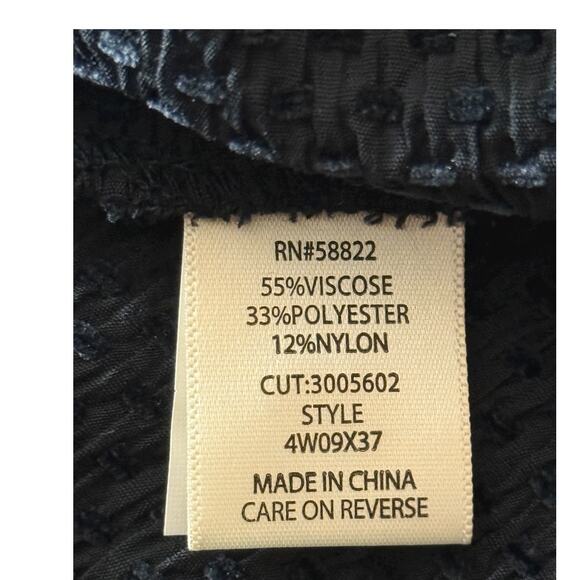 RN#58822
55%VISCOSE
33%POLYESTER
12%NYLON
CUT:3005602
STYLE
4W09X37
MADE IN CHINA
CARE ON REVERSE